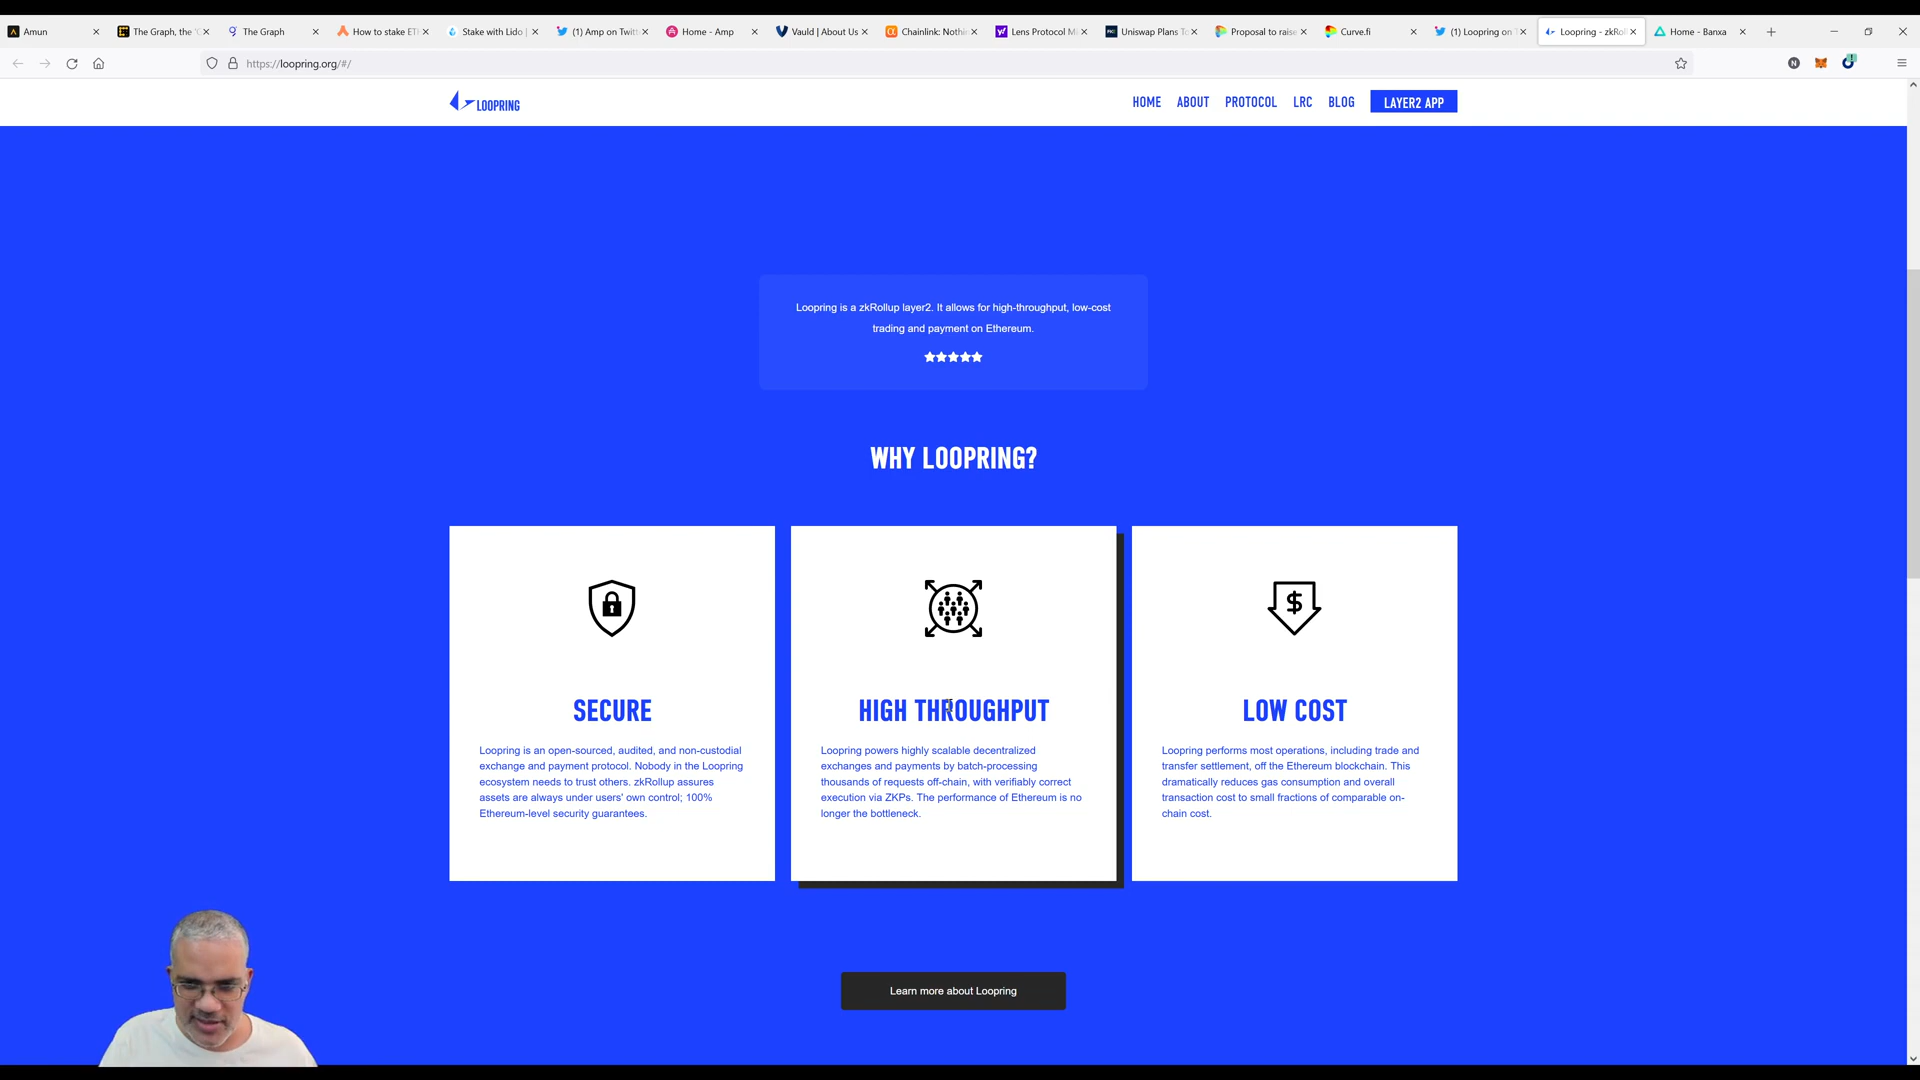 Amun
The Graph, the 'G
The Graph
How to stake ETH
Stake with Lido |
(1) Amp on Twitt
Home - Amp
Vauld | About Us
Chainlink: Nothi
Lens Protocol Mi
Uniswap Plans To
Proposal to raise
Curve.fi
(1) Loopring on T
Loopring - zkRol
Home - Banxa
https://loopring.org/#/
N
LOOPRING
HOME
ABOUT
PROTOCOL
LRC
BLOG
LAYER2 APP
Loopring is a zkRollup layer2. It allows for high-throughput, low-cost
trading and payment on Ethereum.
WHY LOOPRING?
SECURE
Loopring is an open-sourced, audited, and non-custodial
exchange and payment protocol. Nobody in the Loopring
ecosystem needs to trust others. zkRollup assures
assets are always under users' own control; 100%
Ethereum-level security guarantees.
HIGH THROUGHPUT
Loopring powers highly scalable decentralized
exchanges and payments by batch-processing
thousands of requests off-chain, with verifiably correct
execution via ZKPs. The performance of Ethereum is no
longer the bottleneck.
LOW COST
Loopring performs most operations, including trade and
transfer settlement, off the Ethereum blockchain. This
dramatically reduces gas consumption and overall
transaction cost to small fractions of comparable on-
chain cost.
Learn more about Loopring